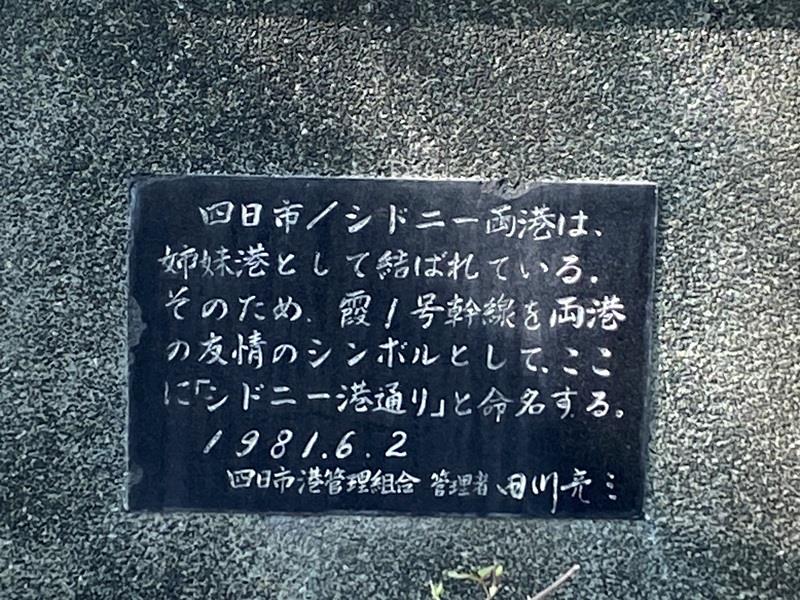 四日市/シドニー両港は、
姉妹港として結ばれている。
そのため、霞1号幹線を両港
の友情のシンボルとして、ここ
に「シドニー港通り」と命名する。
1981.6.2
四日市港管理組合 管理者 田川亮三